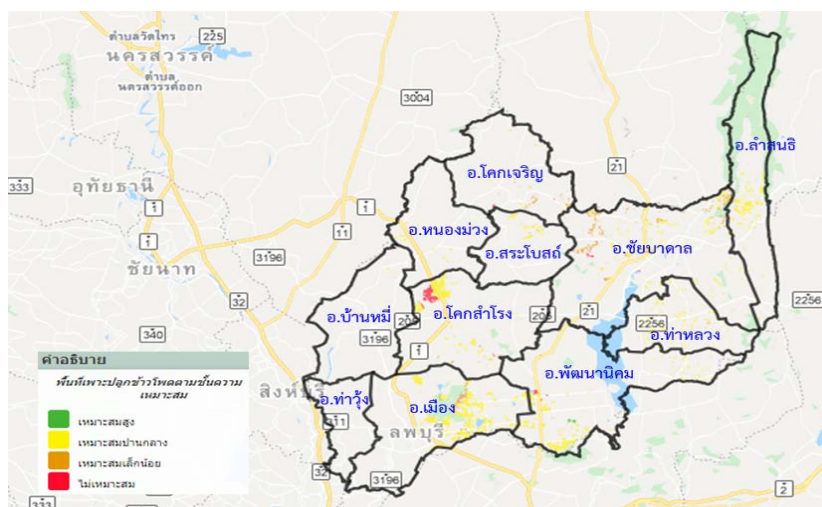 ตำบลวัดไทร
225
นครสวรรค์
ตำบล
นครสวรรค์ออก
3004
333
อุทัยธานี
1
1
11
21
อ.ลำสนธิ
อ.โคกเจริญ
อ.หนองม่วง
อ.สระโบสถ์
อ.ชัยบาดาล
ชัยนาท
1
3196
32
340
อ.บ้านหมี่
3196
205
อ.โคกสำโรง
205
21
1
2256
2256
อ.ท่าหลวง
อ.พัฒนานิคม
สิงห์บุรี
อ.ท่าวุ้ง
311
อ.เมือง
ลพบุรี
32
3196
2
คำอธิบาย
พื้นที่เพาะปลูกข้าวโพดตามชั้นความ
เหมาะสม
เหมาะสมสูง
เหมาะสมปานกลาง
เหมาะสมเล็กน้อย
ไม่เหมาะสม